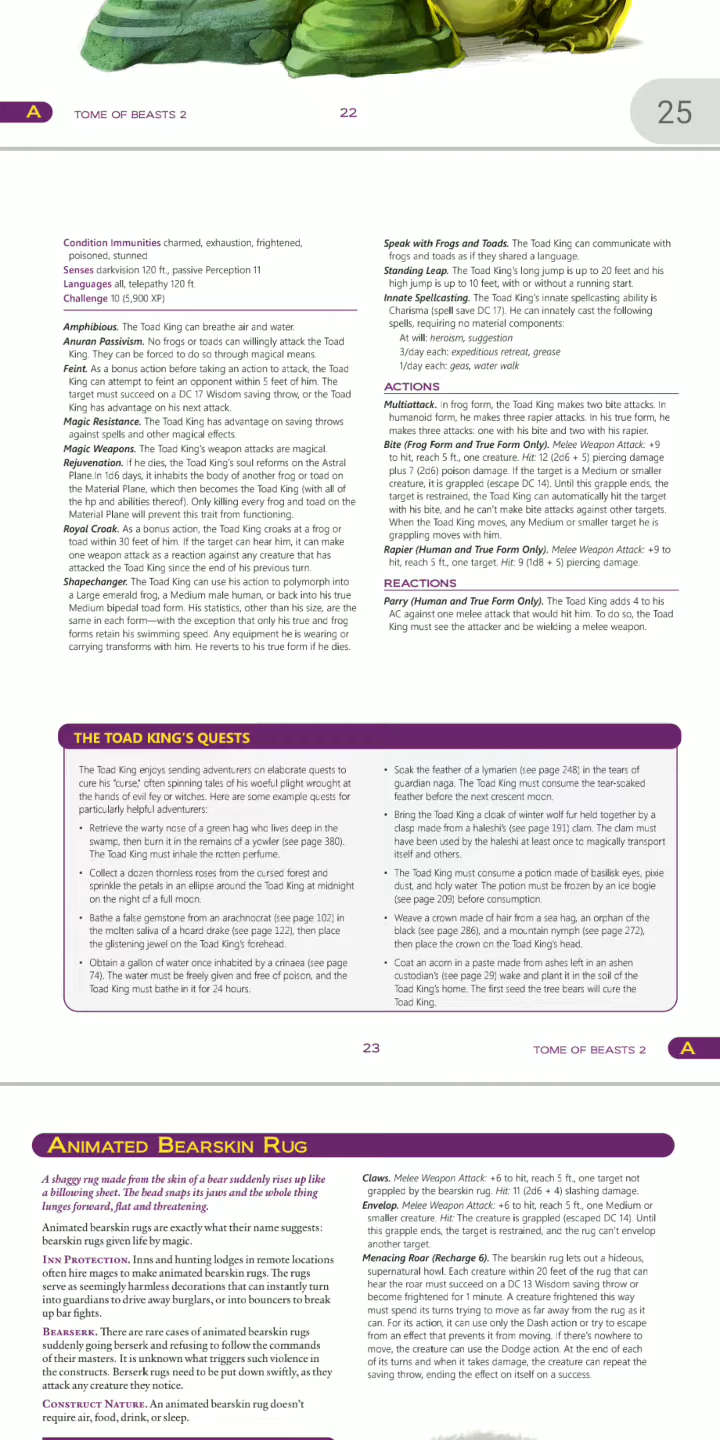 A
TOME OF BEASTS 2
22
25
Condition Immunities charmed, exhaustion, frightened,
poisoned, stunned
Senses darkvision 120 ft., passive Perception 11
Languages all, telepathy 120 ft.
Challenge 10 (5,900 XP)
Amphibious. The Toad King can breathe air and water.
Anuran Passivism. No frogs or toads can willingly attack the Toad
King. They can be forced to do so through magical means.
Feint. As a bonus action before taking an action to attack, the Toad
King can attempt to feint an opponent within 5 feet of him. The
target must succeed on a DC 17 Wisdom saving throw, or the Toad
King has advantage on his next attack.
Magic Resistance. The Toad King has advantage on saving throws
against spells and other magical effects.
Magic Weapons. The Toad King's weapon attacks are magical.
Rejuvenation. If he dies, the Toad King's soul reforms on the Astral
Plane.In 1d6 days, it inhabits the body of another frog or toad on
the Material Plane, which then becomes the Toad King (with all of
the hp and abilities thereof). Only killing every frog and toad on the
Material Plane will prevent this trait from functioning.
Royal Croak. As a bonus action, the Toad King croaks at a frog or
toad within 30 feet of him. If the target can hear him, it can make
one weapon attack as a reaction against any creature that has
attacked the Toad King since the end of his previous turn.
Shapechanger. The Toad King can use his action to polymorph into
a Large emerald frog, a Medium male human, or back into his true
Medium bipedal toad form. His statistics, other than his size, are the
same in each form—with the exception that only his true and frog
forms retain his swimming speed. Any equipment he is wearing or
carrying transforms with him. He reverts to his true form if he dies.
Speak with Frogs and Toads. The Toad King can communicate with
frogs and toads as if they shared a language.
Standing Leap. The Toad King's long jump is up to 20 feet and his
high jump is up to 10 feet, with or without a running start.
Innate Spellcasting. The Toad King's innate spellcasting ability is
Charisma (spell save DC 17). He can innately cast the following
spells, requiring no material components:
At will: heroism, suggestion
3/day each: expeditious retreat, grease
1/day each: geas, water walk
ACTIONS
Multiattack. In frog form, the Toad King makes two bite attacks. In
humanoid form, he makes three rapier attacks. In his true form, he
makes three attacks: one with his bite and two with his rapier.
Bite (Frog Form and True Form Only). Melee Weapon Attack: +9
to hit, reach 5 ft., one creature. Hit: 12 (2d6 + 5) piercing damage
plus 7 (2d6) poison damage. If the target is a Medium or smaller
creature, it is grappled (escape DC 14). Until this grapple ends, the
target is restrained, the Toad King can automatically hit the target
with his bite, and he can't make bite attacks against other targets.
When the Toad King moves, any Medium or smaller target he is
grappling moves with him.
Rapier (Human and True Form Only). Melee Weapon Attack: +9 to
hit, reach 5 ft., one target. Hit: 9 (1d8 + 5) piercing damage.
REACTIONS
Parry (Human and True Form Only). The Toad King adds 4 to his
AC against one melee attack that would hit him. To do so, the Toad
King must see the attacker and be wielding a melee weapon.
THE TOAD KING'S QUESTS
The Toad King enjoys sending adventurers on elaborate quests to
cure his "curse," often spinning tales of his woeful plight wrought at
the hands of evil fey or witches. Here are some example quests for
particularly helpful adventurers:
• Retrieve the warty nose of a green hag who lives deep in the
swamp, then burn it in the remains of a yowler (see page 380).
The Toad King must inhale the rotten perfume.
• Collect a dozen thornless roses from the cursed forest and
sprinkle the petals in an ellipse around the Toad King at midnight
on the night of a full moon.
• Bathe a false gemstone from an arachnocrat (see page 102) in
the molten saliva of a hoard drake (see page 122), then place
the glistening jewel on the Toad King's forehead.
• Obtain a gallon of water once inhabited by a crinaea (see page
74). The water must be freely given and free of poison, and the
Toad King must bathe in it for 24 hours.
• Soak the feather of a lymarien (see page 248) in the tears of
guardian naga. The Toad King must consume the tear-soaked
feather before the next crescent moon.
• Bring the Toad King a cloak of winter wolf fur held together by a
clasp made from a haleshi's (see page 191) clam. The clam must
have been used by the haleshi at least once to magically transport
itself and others.
• The Toad King must consume a potion made of basilisk eyes, pixie
dust, and holy water. The potion must be frozen by an ice bogie
(see page 209) before consumption.
• Weave a crown made of hair from a sea hag, an orphan of the
black (see page 286), and a mountain nymph (see page 272),
then place the crown on the Toad King's head.
• Coat an acorn in a paste made from ashes left in an ashen
custodian's (see page 29) wake and plant it in the soil of the
Toad King's home. The first seed the tree bears will cure the
Toad King.
23
TOME OF BEASTS 2
A
ANIMATED BEARSKIN RUG
A shaggy rug made from the skin of a bear suddenly rises up like
a billowing sheet. The head snaps its jaws and the whole thing
lunges forward, flat and threatening.
Animated bearskin rugs are exactly what their name suggests:
bearskin rugs given life by magic.
INN PROTECTION. Inns and hunting lodges in remote locations
often hire mages to make animated bearskin rugs. The rugs
serve as seemingly harmless decorations that can instantly turn
into guardians to drive away burglars, or into bouncers to break
up bar fights.
BEARSERK. There are rare cases of animated bearskin rugs
suddenly going berserk and refusing to follow the commands
of their masters. It is unknown what triggers such violence in
the constructs. Berserk rugs need to be put down swiftly, as they
attack any creature they notice.
CONSTRUCT NATURE. An animated bearskin rug doesn't
require air, food, drink, or sleep.
Claws. Melee Weapon Attack: +6 to hit, reach 5 ft., one target not
grappled by the bearskin rug. Hit: 11 (2d6 + 4) slashing damage.
Envelop. Melee Weapon Attack: +6 to hit, reach 5 ft., one Medium or
smaller creature. Hit: The creature is grappled (escaped DC 14). Until
this grapple ends, the target is restrained, and the rug can't envelop
another target.
Menacing Roar (Recharge 6). The bearskin rug lets out a hideous,
supernatural howl. Each creature within 20 feet of the rug that can
hear the roar must succeed on a DC 13 Wisdom saving throw or
become frightened for 1 minute. A creature frightened this way
must spend its turns trying to move as far away from the rug as it
can. For its action, it can use only the Dash action or try to escape
from an effect that prevents it from moving. If there's nowhere to
move, the creature can use the Dodge action. At the end of each
of its turns and when it takes damage, the creature can repeat the
saving throw, ending the effect on itself on a success.